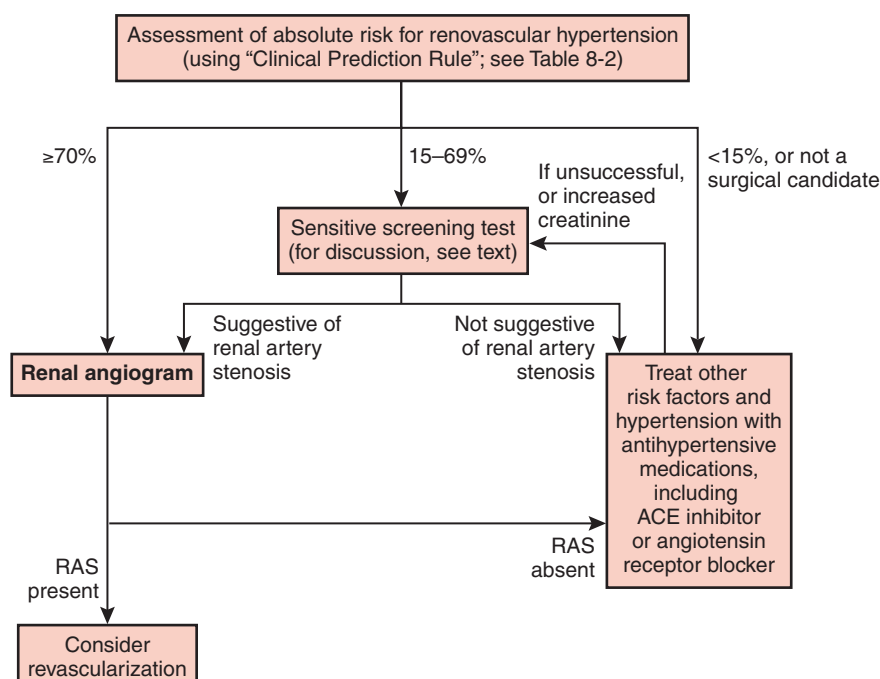 Assessment of absolute risk for renovascular hypertension
(using “Clinical Prediction Rule”; see Table 8-2)
≥70%
15–69%
<15%, or not a
surgical candidate
If unsuccessful,
or increased
creatinine
Sensitive screening test
(for discussion, see text)
Suggestive of
renal artery
stenosis
Not suggestive
of renal artery
stenosis
Renal angiogram
Treat other
risk factors and
hypertension with
antihypertensive
medications,
including
ACE inhibitor
or angiotensin
receptor blocker
RAS
absent
RAS
present
Consider
revascularization